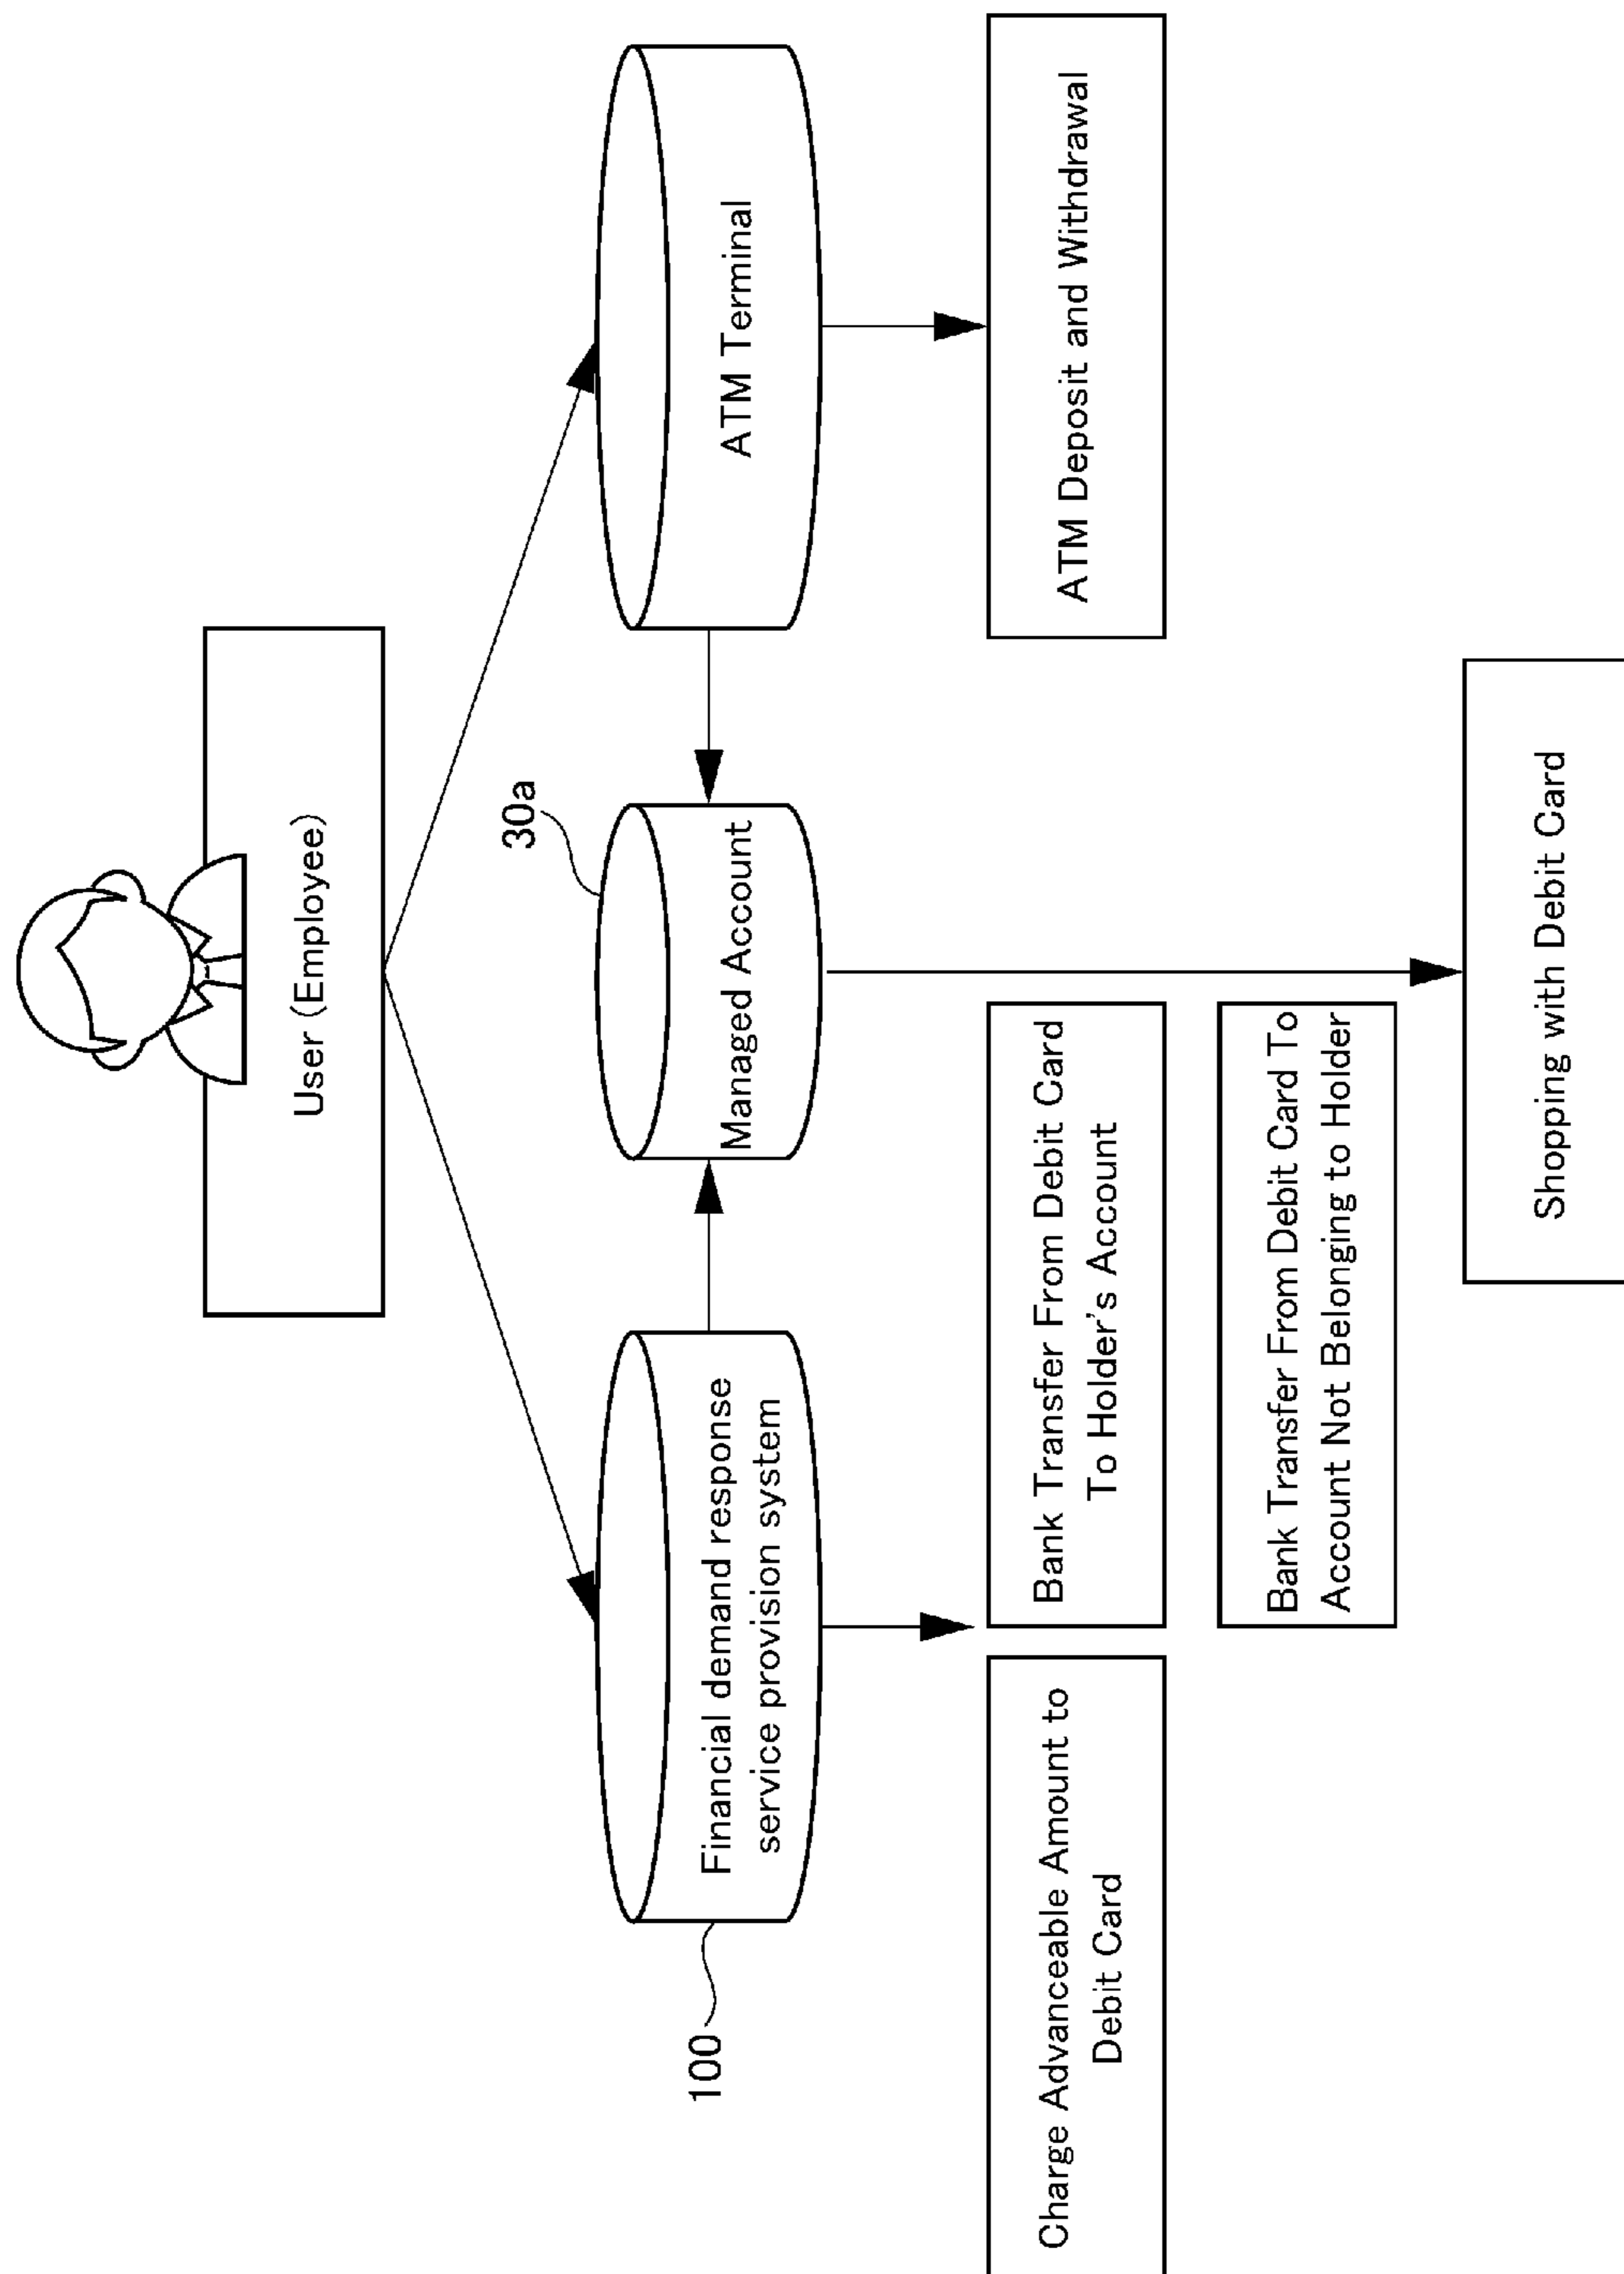 User (Employee)
100
Financial demand response
service provision system
30a
Managed Account
ATM Terminal
Charge Advanceable Amount to
Debit Card
Bank Transfer From Debit Card
To Holder's Account
Bank Transfer From Debit Card To
Account Not Belonging to Holder
ATM Deposit and Withdrawal
Shopping with Debit Card